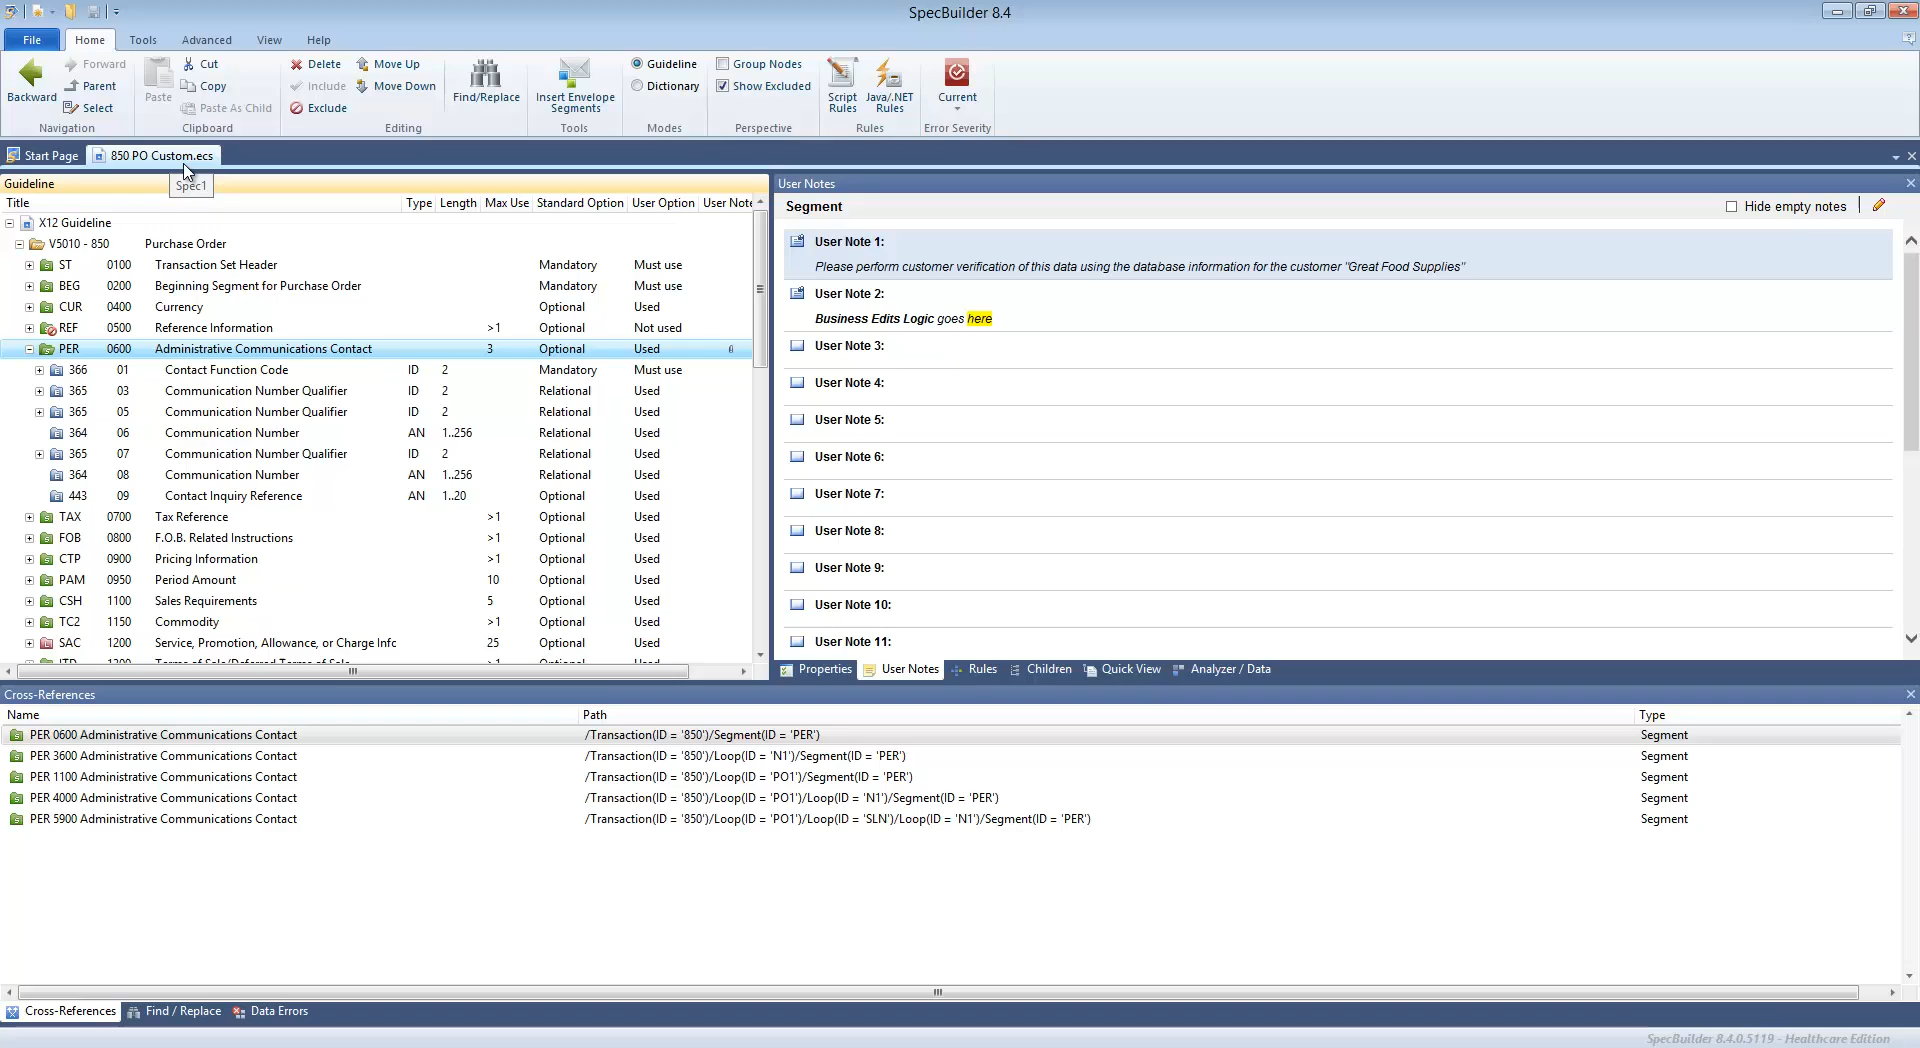 SpecBuilder 8.4
File Home Tools Advanced View Help
Backward
Forward
Parent
Select
Navigation
Paste
Cut
Copy
Paste As Child
Clipboard
Delete
Include
Exclude
Move Up
Move Down
Editing
Find/Replace
Insert Envelope
Segments
Tools
Guideline
Dictionary
Modes
Group Nodes
Show Excluded
Perspective
Script
Rules
Java/.NET
Rules
Rules
Current
Error Severity
Start Page 850 PO Custom.ecs
Spec1
Guideline
Title Type Length Max Use Standard Option User Option User Note
X12 Guideline
V5010 - 850 Purchase Order
ST 0100 Transaction Set Header Mandatory Must use
BEG 0200 Beginning Segment for Purchase Order Mandatory Must use
CUR 0400 Currency Optional Used
REF 0500 Reference Information >1 Optional Not used
PER 0600 Administrative Communications Contact 3 Optional Used
366 01 Contact Function Code ID 2 Mandatory Must use
365 03 Communication Number Qualifier ID 2 Relational Used
365 05 Communication Number Qualifier ID 2 Relational Used
364 06 Communication Number AN 1..256 Relational Used
365 07 Communication Number Qualifier ID 2 Relational Used
364 08 Communication Number AN 1..256 Relational Used
443 09 Contact Inquiry Reference AN 1..20 Optional Used
TAX 0700 Tax Reference >1 Optional Used
FOB 0800 F.O.B. Related Instructions >1 Optional Used
CTP 0900 Pricing Information >1 Optional Used
PAM 0950 Period Amount 10 Optional Used
CSH 1100 Sales Requirements 5 Optional Used
TC2 1150 Commodity >1 Optional Used
SAC 1200 Service, Promotion, Allowance, or Charge Info 25 Optional Used
User Notes
Segment Hide empty notes
User Note 1:
Please perform customer verification of this data using the database information for the customer "Great Food Supplies"
User Note 2:
Business Edits Logic goes here
User Note 3:
User Note 4:
User Note 5:
User Note 6:
User Note 7:
User Note 8:
User Note 9:
User Note 10:
User Note 11:
Properties User Notes Rules Children Quick View Analyzer / Data
Cross-References
Name Path Type
PER 0600 Administrative Communications Contact /Transaction(ID = '850')/Segment(ID = 'PER') Segment
PER 3600 Administrative Communications Contact /Transaction(ID = '850')/Loop(ID = 'N1')/Segment(ID = 'PER') Segment
PER 1100 Administrative Communications Contact /Transaction(ID = '850')/Loop(ID = 'PO1')/Segment(ID = 'PER') Segment
PER 4000 Administrative Communications Contact /Transaction(ID = '850')/Loop(ID = 'PO1')/Loop(ID = 'N1')/Segment(ID = 'PER') Segment
PER 5900 Administrative Communications Contact /Transaction(ID = '850')/Loop(ID = 'PO1')/Loop(ID = 'SLN')/Loop(ID = 'N1')/Segment(ID = 'PER') Segment
Cross-References Find / Replace Data Errors
SpecBuilder 8.4.0.5119 - Healthcare Edition